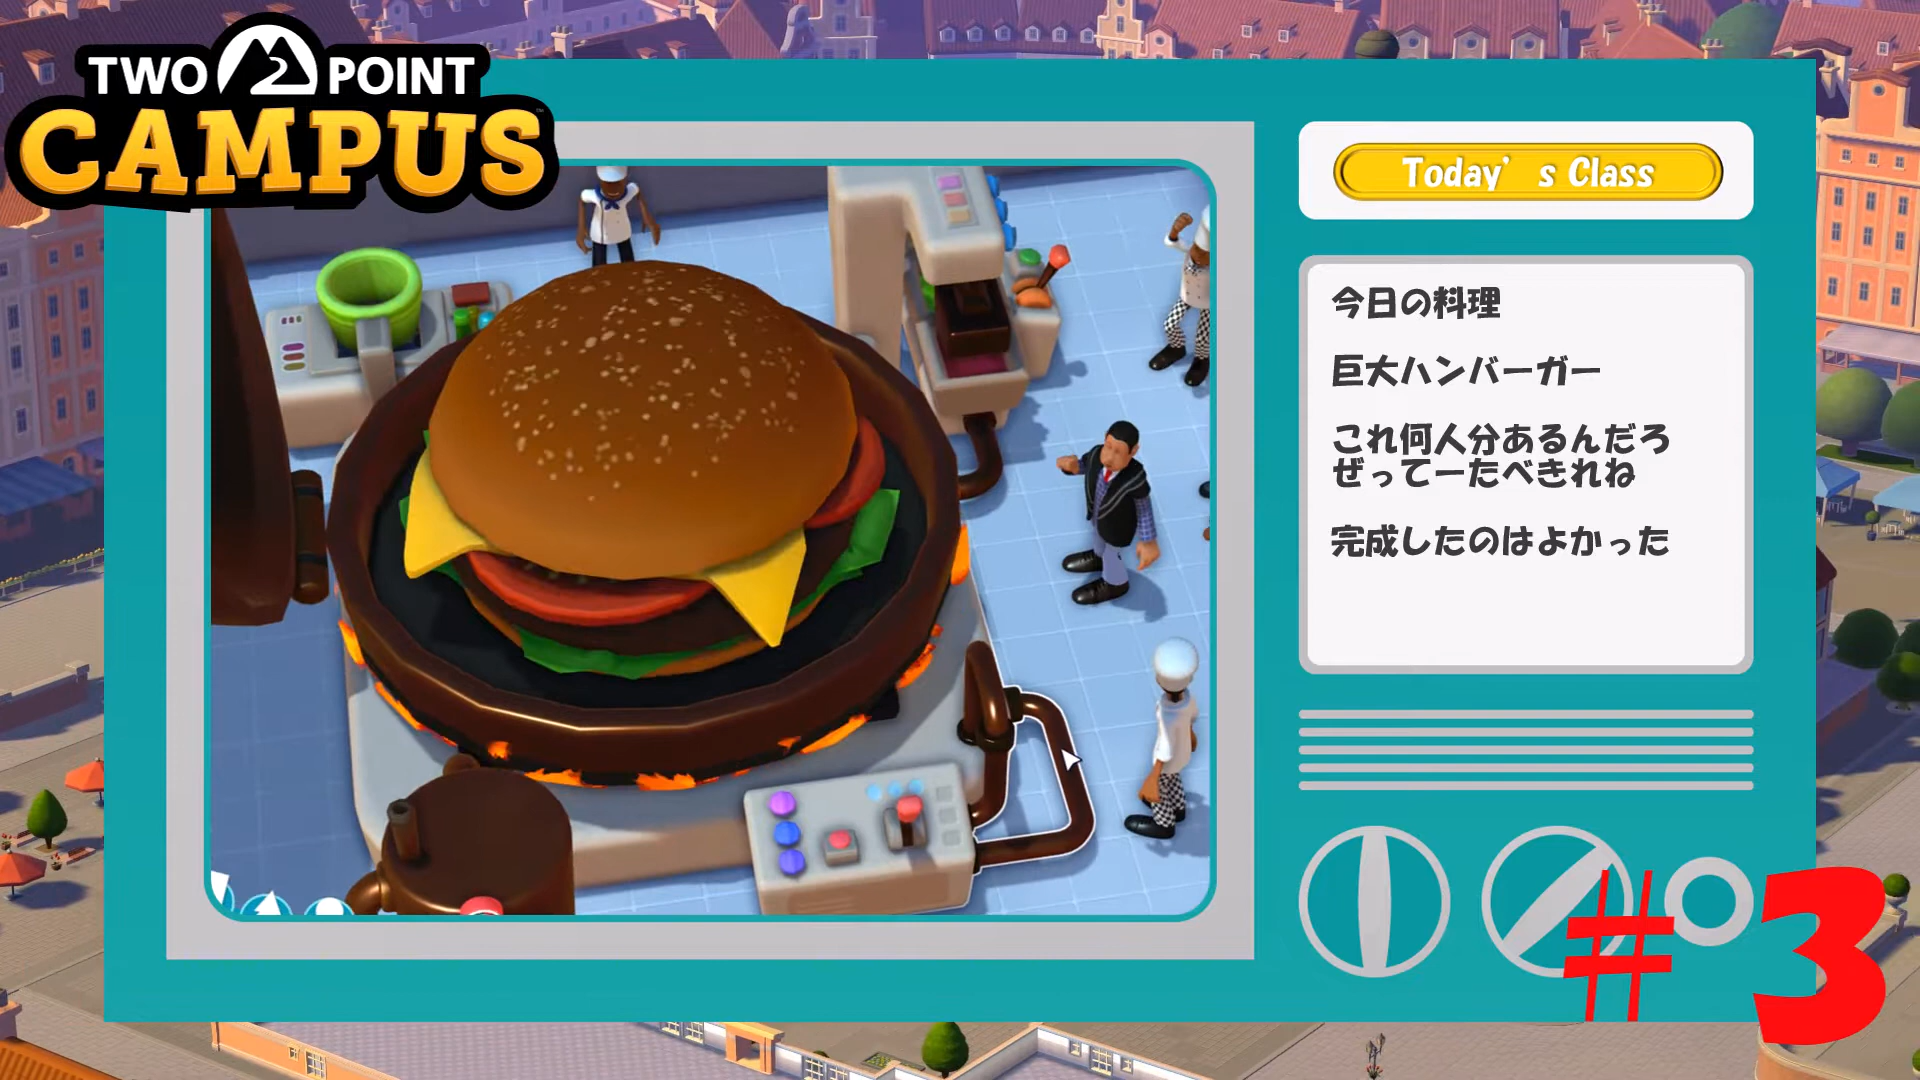 TWO POINT
CAMPUS
Today's Class
今日の料理
巨大ハンバーガー
これ何人分あるんだろ
ぜってーたべきれね
完成したのはよかった
#3